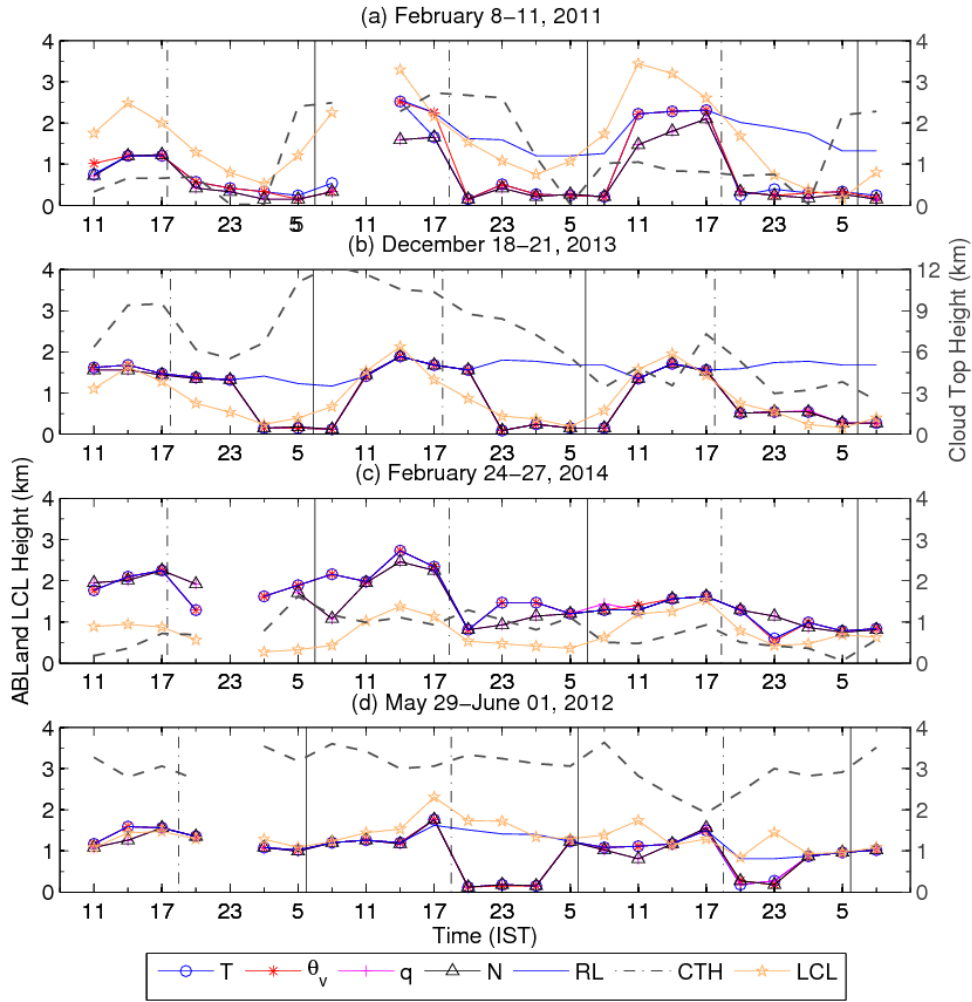 (a) February 8−11, 2011
4 4
3 3
2 2
1 1
0 0
11 17 23 5 11 17 23 5 11 17 23 5
(b) December 18−21, 2013
4 12
3 9
2 6
1 3
0 0
11 17 23 5 11 17 23 5 11 17 23 5
(c) February 24−27, 2014
4 4
3 3
2 2
1 1
0 0
11 17 23 5 11 17 23 5 11 17 23 5
(d) May 29−June 01, 2012
4 4
3 3
2 2
1 1
0 0
11 17 23 5 11 17 23 5 11 17 23 5
ABLand LCL Height (km)
Cloud Top Height (km)
Time (IST)
T θv q N RL CTH LCL